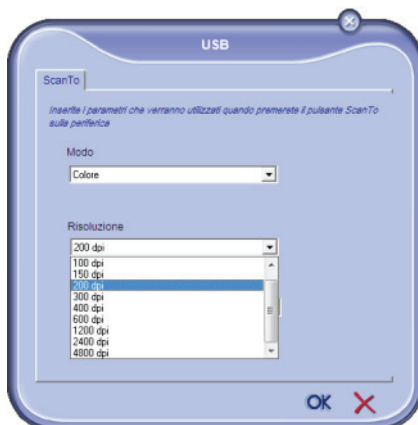 USB
ScanTo
Inserite i parametri che verranno utilizzati quando premerete il pulsante ScanTo
sulla periferica
Modo
Colore
Risoluzione
200 dpi
100 dpi
150 dpi
200 dpi
300 dpi
400 dpi
600 dpi
1200 dpi
2400 dpi
4800 dpi
OK